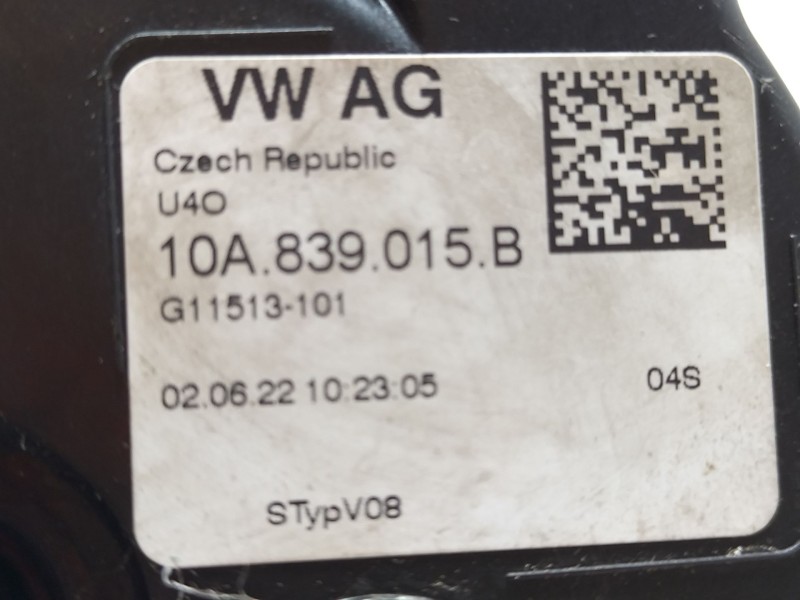 VW AG
Czech Republic
U4O
10A.839.015.B
G11513-101
02.06.22 10:23:05
04S
STypV08